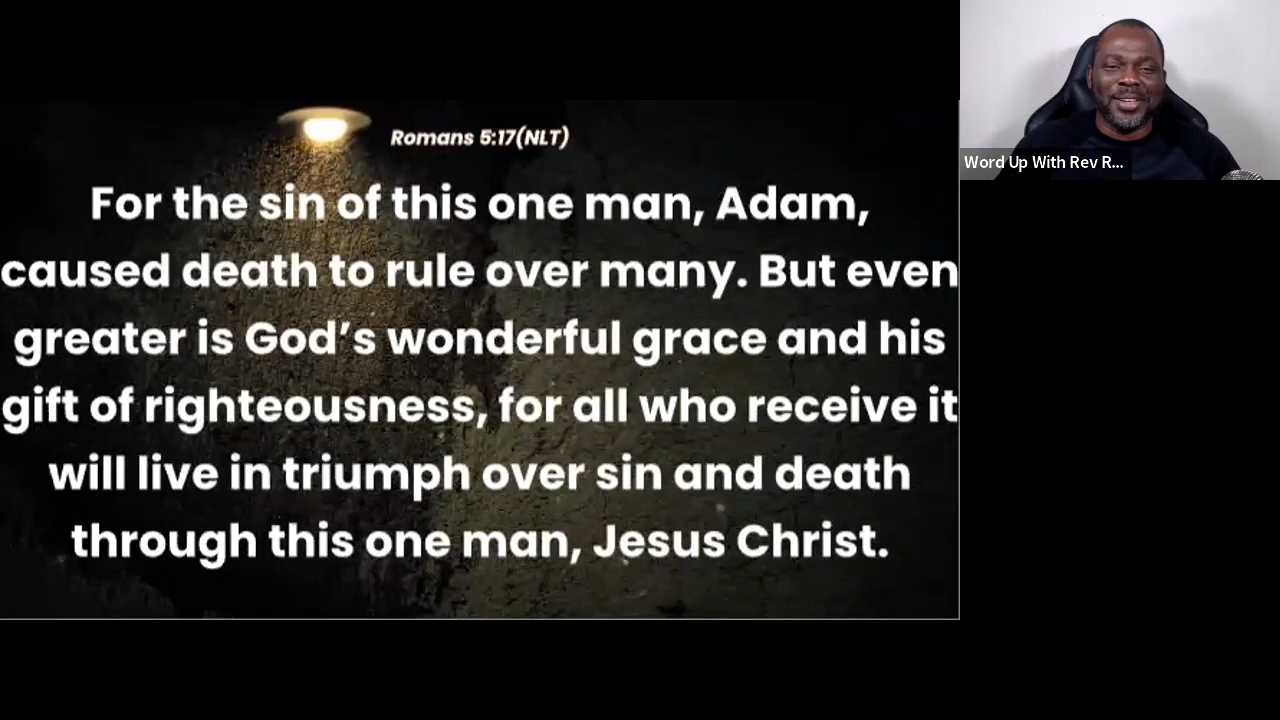 Romans 5:17(NLT)
For the sin of this one man, Adam,
caused death to rule over many. But even
greater is God’s wonderful grace and his
gift of righteousness, for all who receive it
will live in triumph over sin and death
through this one man, Jesus Christ.
Word Up With Rev R...